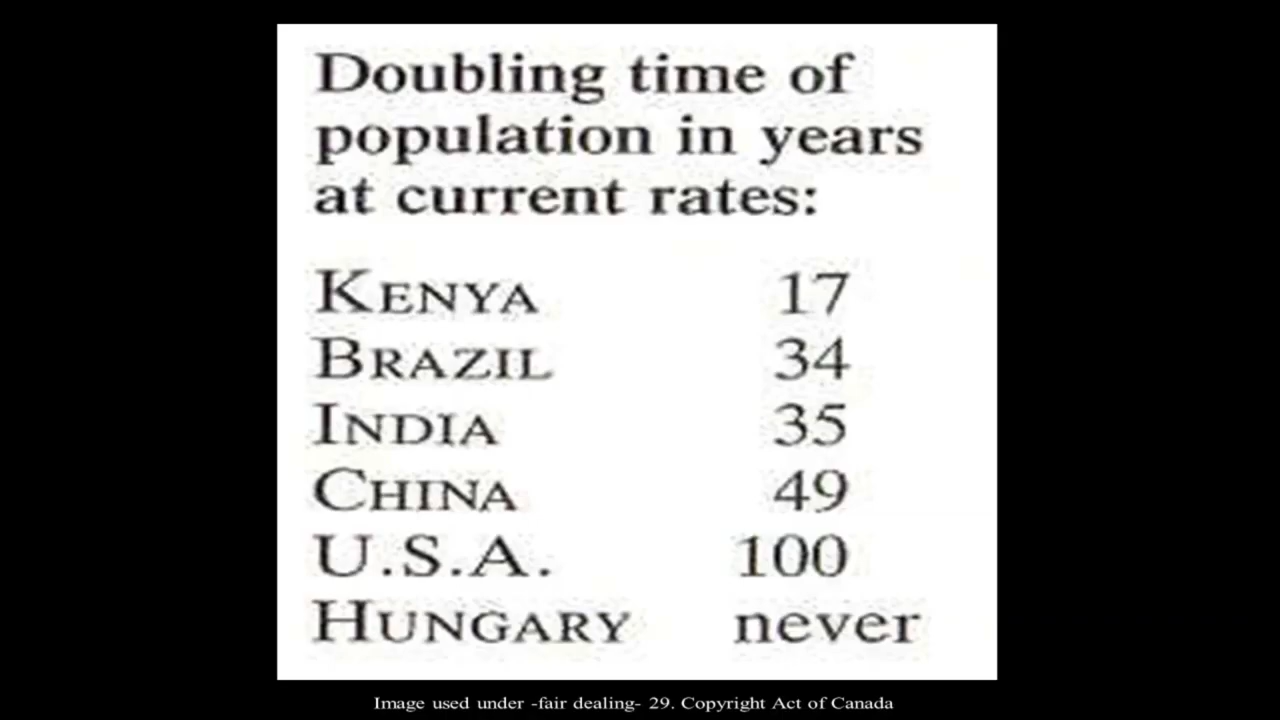 Doubling time of
population in years
at current rates:
KENYA 17
BRAZIL 34
INDIA 35
CHINA 49
U.S.A. 100
HUNGARY never
Image used under -fair dealing- 29. Copyright Act of Canada